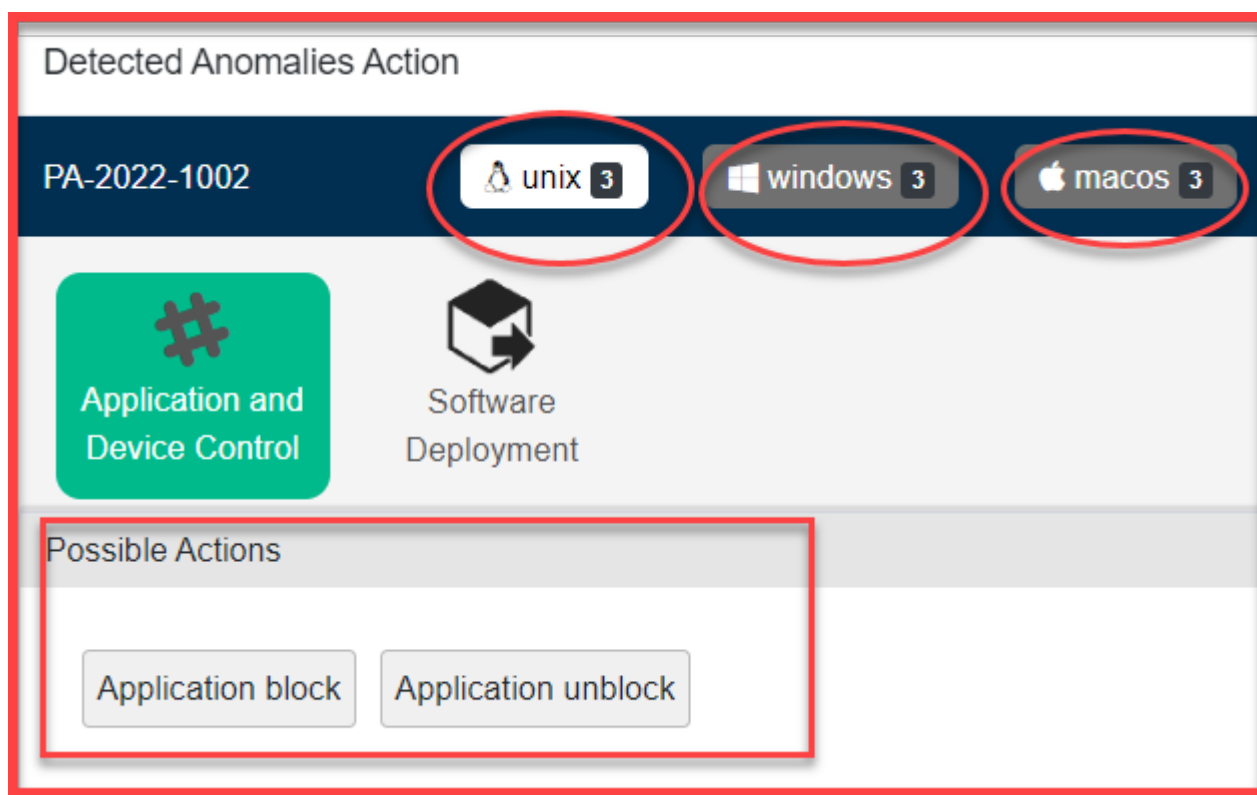 Detected Anomalies Action
PA-2022-1002 unix 3 windows 3 macos 3
Application and
Device Control
Software
Deployment
Possible Actions
Application block Application unblock